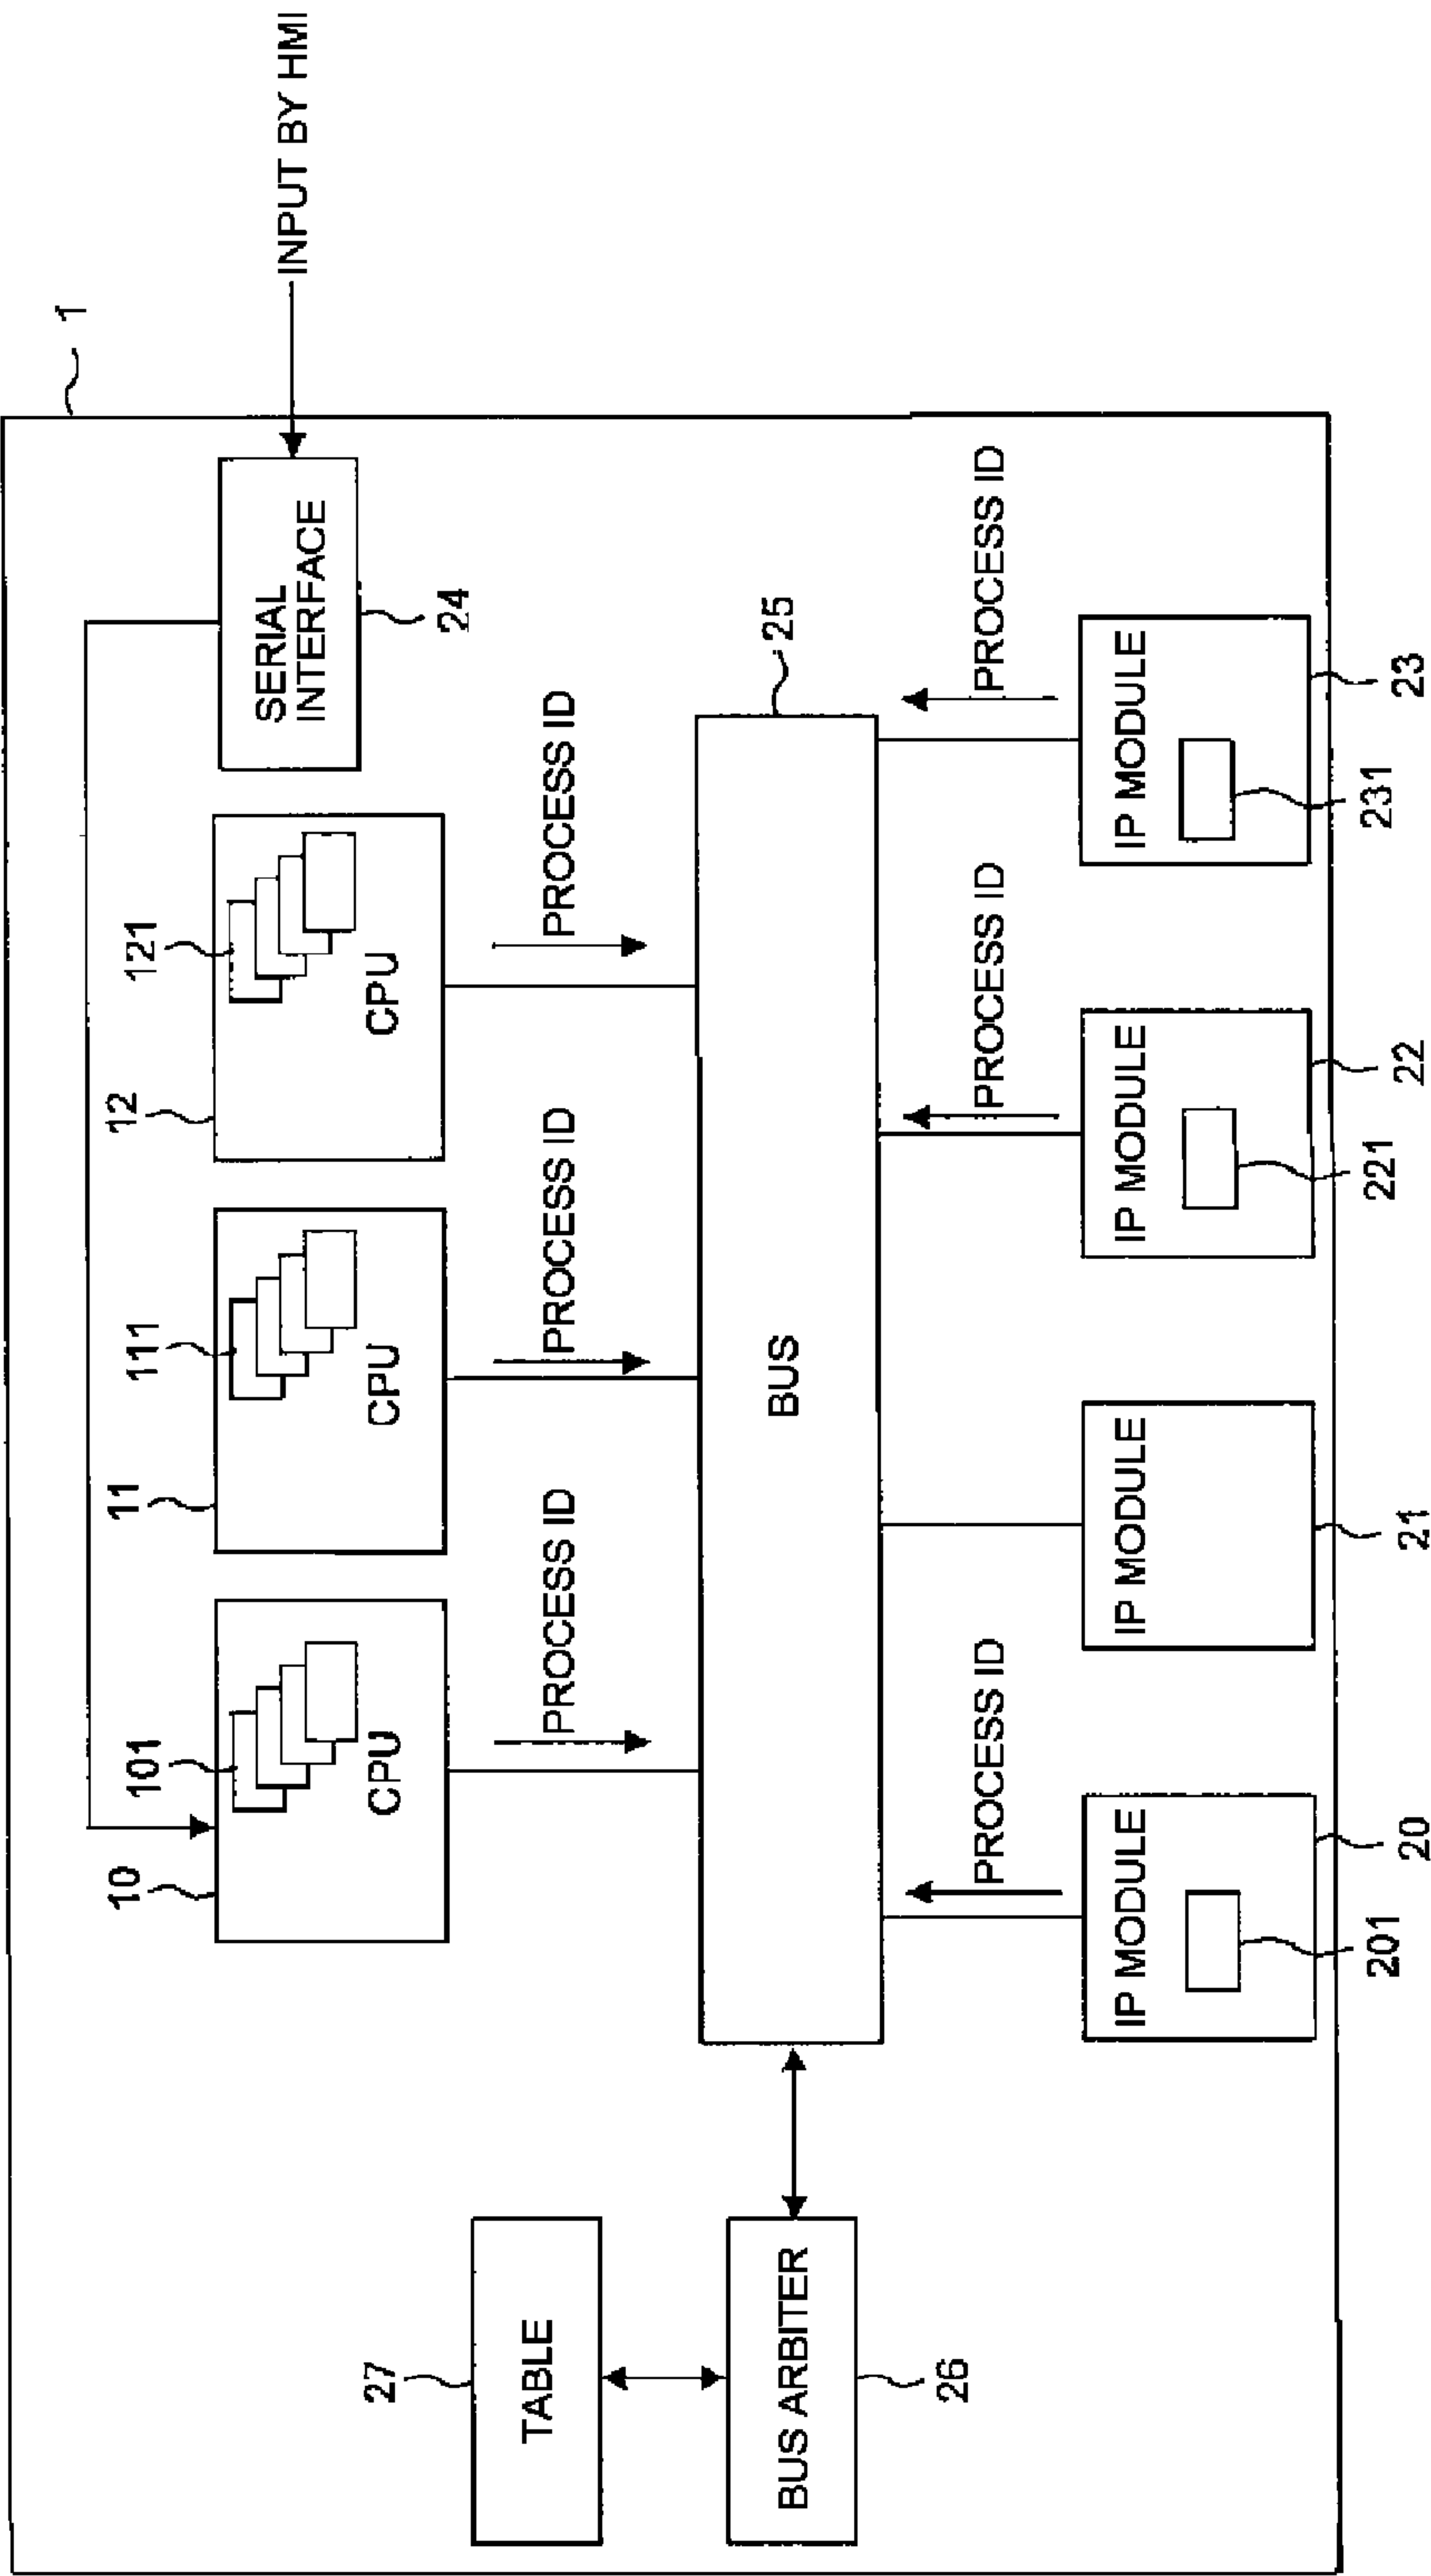 1
INPUT BY HMI
SERIAL
INTERFACE
24
10
101
CPU
11
111
CPU
12
121
CPU
PROCESS ID
PROCESS ID
PROCESS ID
27
TABLE
BUS
25
BUS ARBITER
26
PROCESS ID
PROCESS ID
PROCESS ID
IP MODULE
201
20
IP MODULE
21
IP MODULE
221
22
IP MODULE
231
23